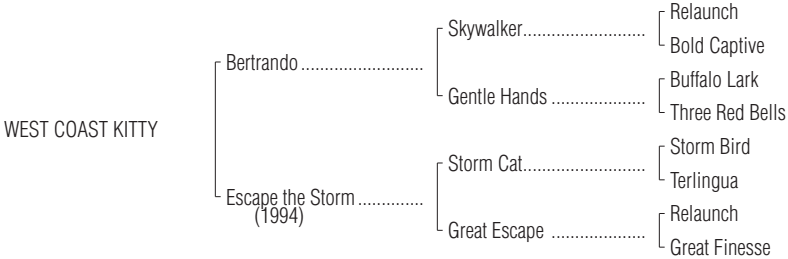 Relaunch
Skywalker..........................
Bold Captive
Bertrando ..........................
Buffalo Lark
Gentle Hands ....................
Three Red Bells
WEST COAST KITTY
Storm Bird
Storm Cat..........................
Terlingua
Escape the Storm ..............
(1994)
Relaunch
Great Escape ....................
Great Finesse